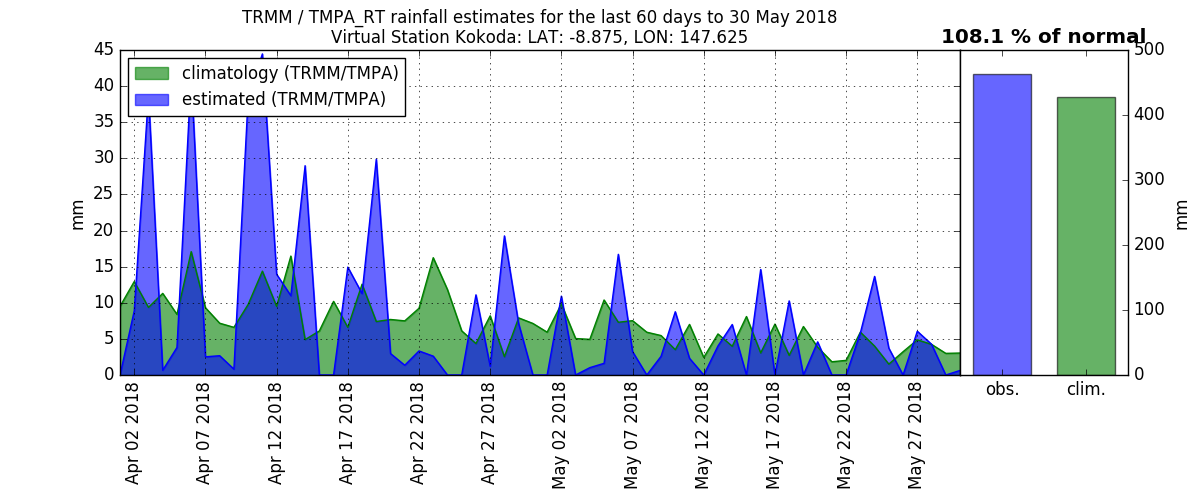 TRMM / TMPA_RT rainfall estimates for the last 60 days to 30 May 2018
Virtual Station Kokoda: LAT: -8.875, LON: 147.625
108.1 % of normal
climatology (TRMM/TMPA)
estimated (TRMM/TMPA)
mm
45
40
35
30
25
20
15
10
5
0
Apr 02 2018
Apr 07 2018
Apr 12 2018
Apr 17 2018
Apr 22 2018
Apr 27 2018
May 02 2018
May 07 2018
May 12 2018
May 17 2018
May 22 2018
May 27 2018
obs.
clim.
500
400
300
200
100
0
mm